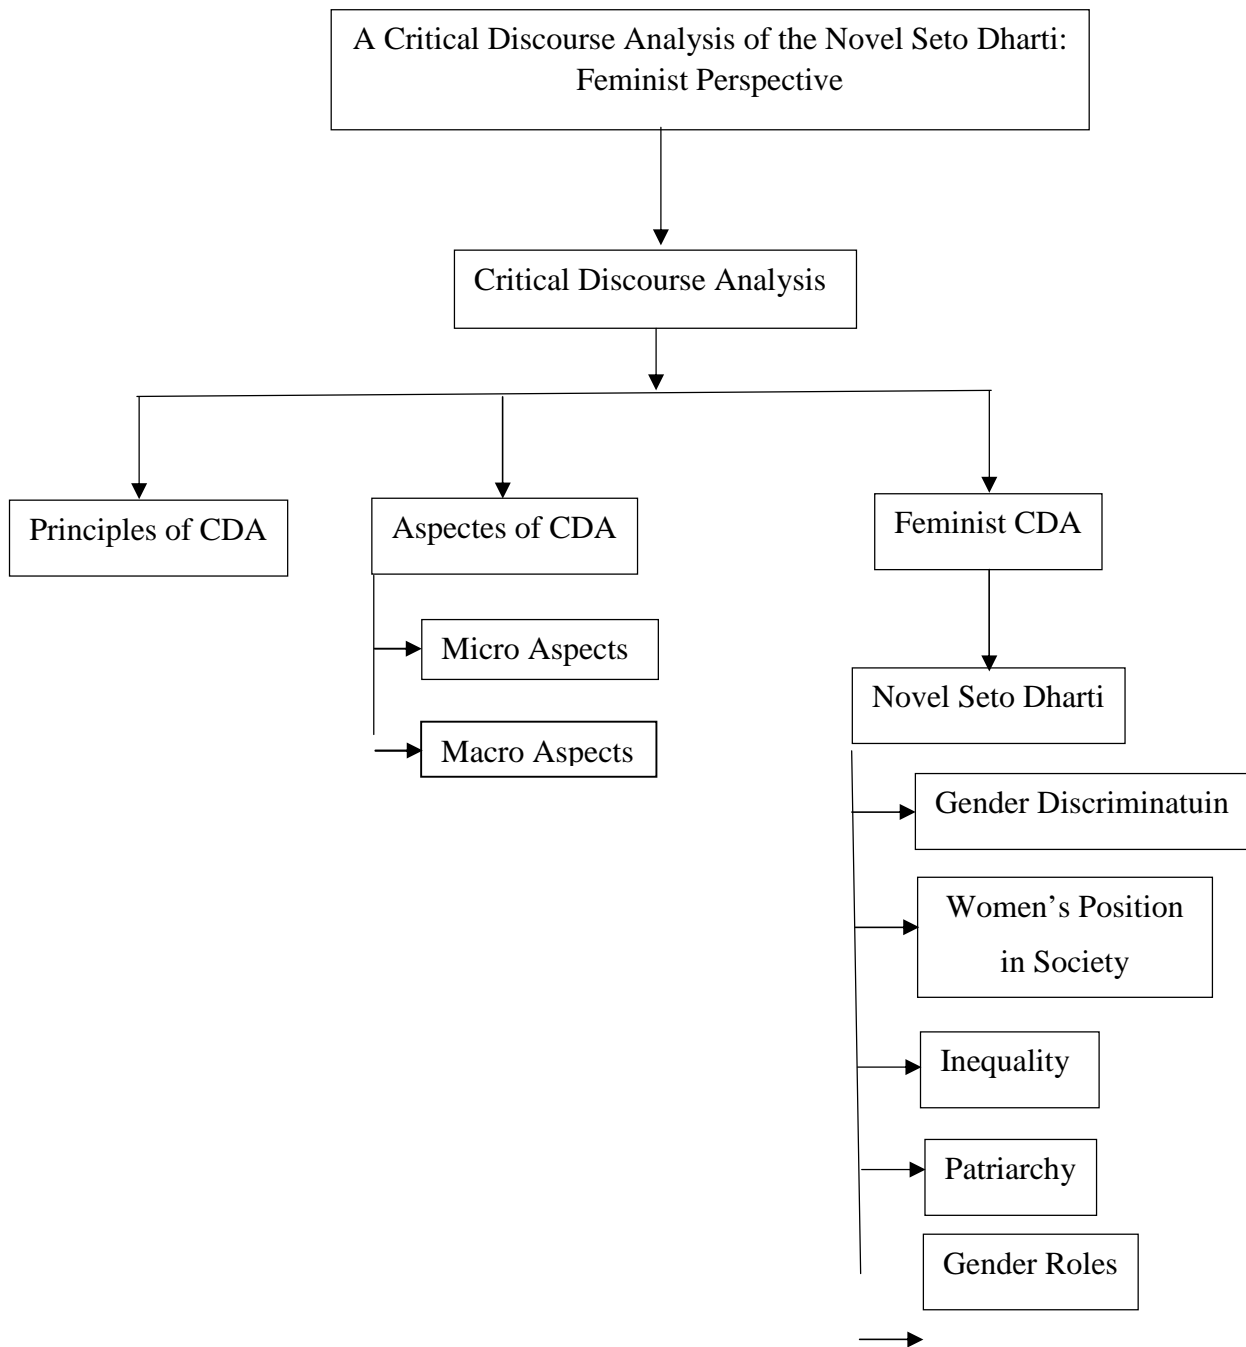 A Critical Discourse Analysis of the Novel Seto Dharti:
Feminist Perspective
Critical Discourse Analysis
Principles of CDA
Aspectes of CDA
Feminist CDA
Micro Aspects
Macro Aspects
Novel Seto Dharti
Gender Discriminatuin
Women’s Position
in Society
Inequality
Patriarchy
Gender Roles